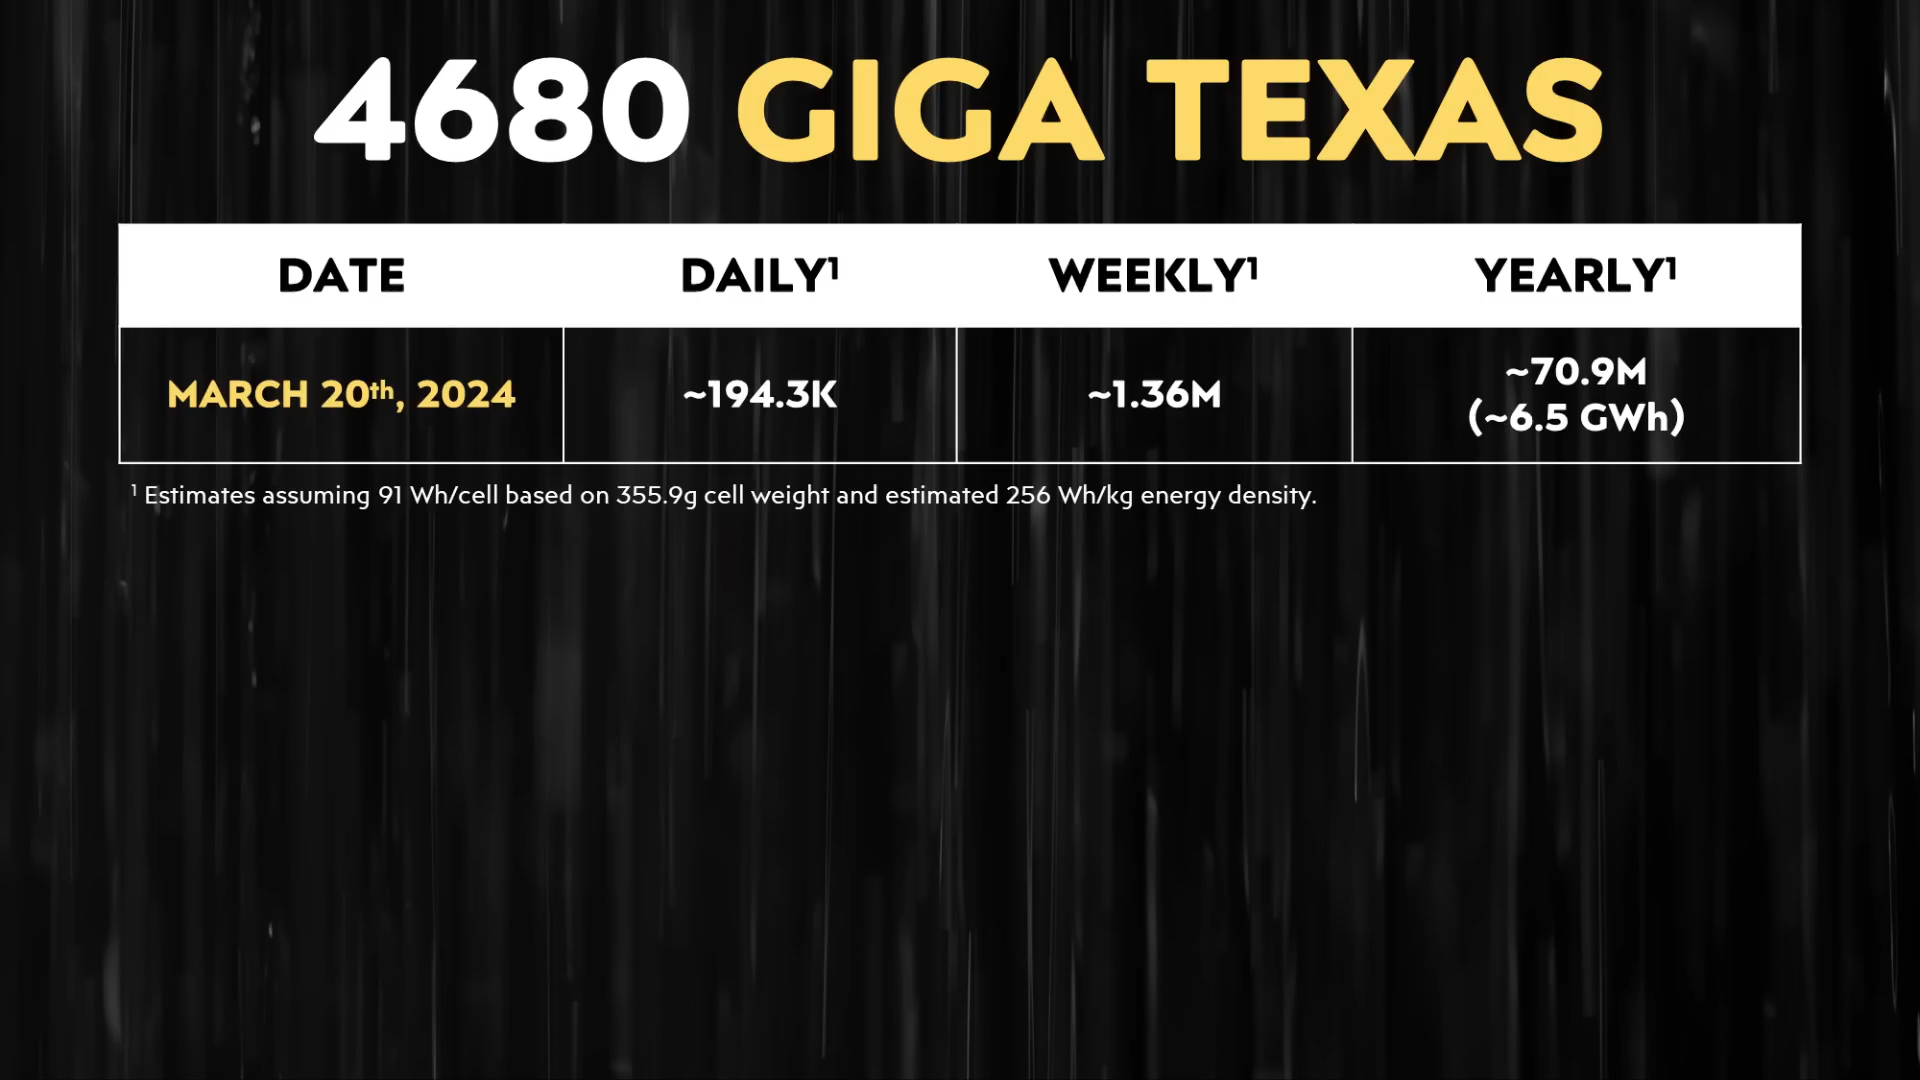 4680 GIGA TEXAS
DATE DAILY¹ WEEKLY¹ YEARLY¹
MARCH 20th, 2024 ~194.3K ~1.36M ~70.9M
(~6.5 GWh)
¹ Estimates assuming 91 Wh/cell based on 355.9g cell weight and estimated 256 Wh/kg energy density.